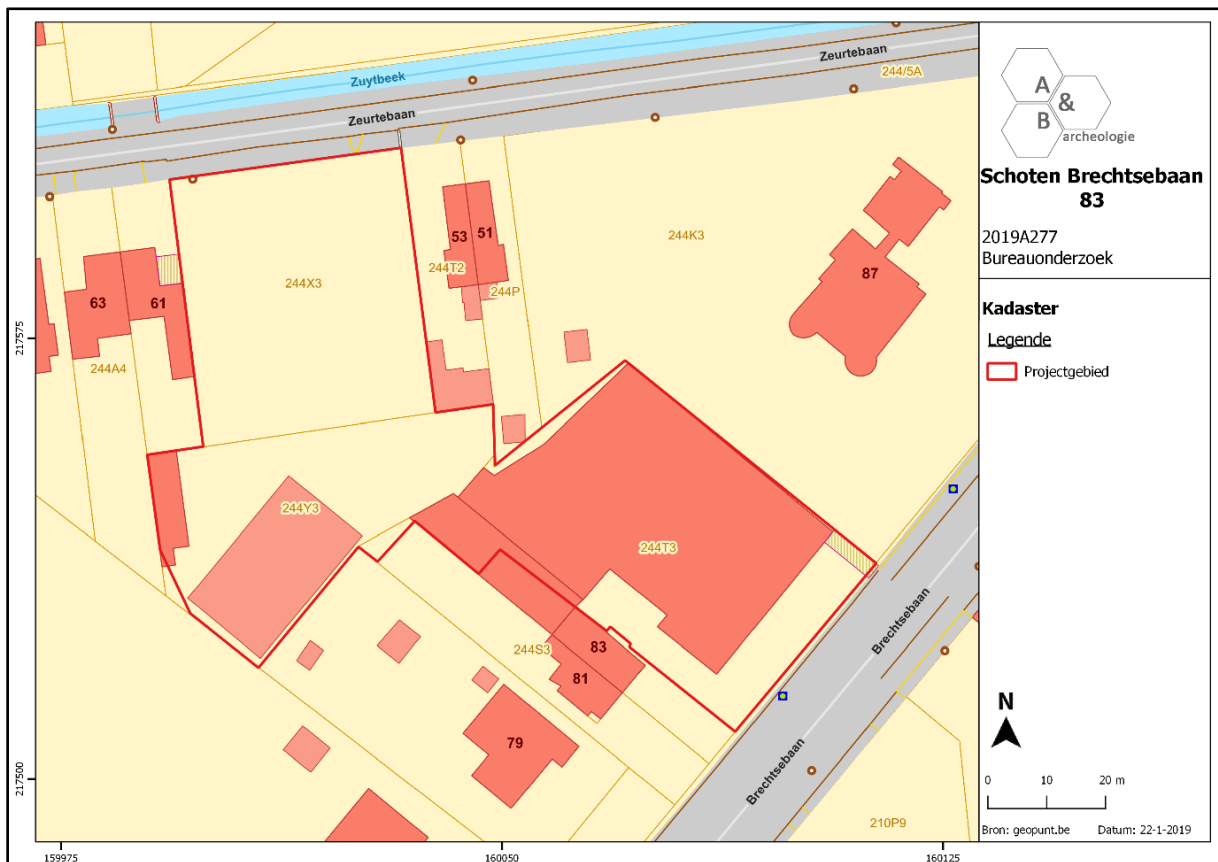 Zuytbeek
Zeurtebaan
Zeurtebaan
244/5A
244X3
53
51
244T2
244P
244K3
87
63
61
244A4
244Y3
244T3
244S3
83
81
79
Brechtsebaan
Brechtsebaan
210P9
217575
217500
159975
160050
160125
A
&
B
archeologie
Schoten Brechtsebaan
83
2019A277
Bureauonderzoek
Kadaster
Legende
Projectgebied
N
0 10 20 m
Bron: geopunt.be Datum: 22-1-2019